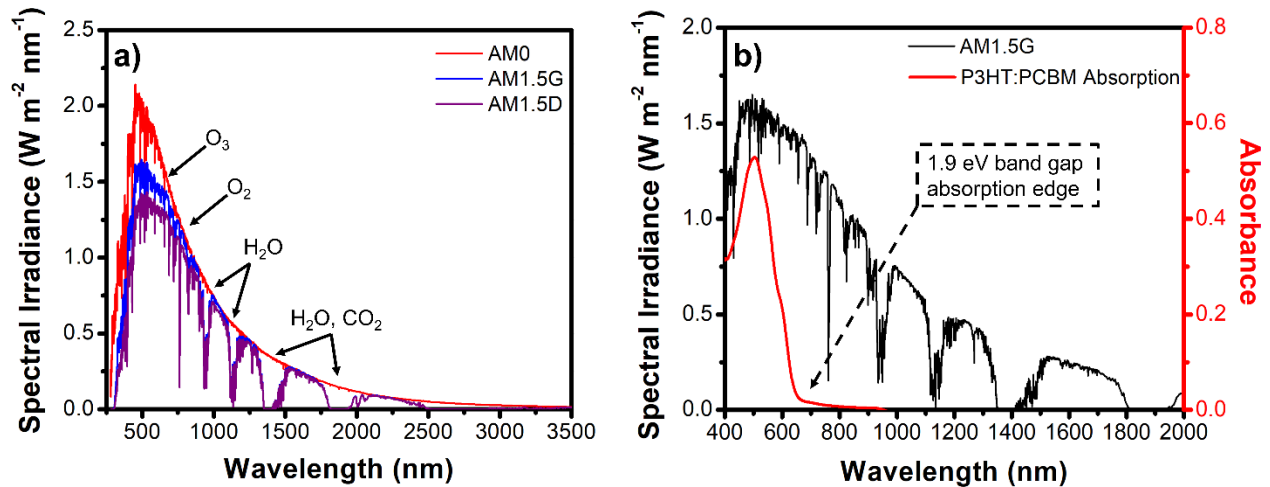 a)
AM0
AM1.5G
AM1.5D
O₃
O₂
H₂O
H₂O, CO₂
2.5
2.0
1.5
1.0
0.5
0.0
500 1000 1500 2000 2500 3000 3500
Spectral Irradiance (W m⁻² nm⁻¹)
Wavelength (nm)
b)
AM1.5G
P3HT:PCBM Absorption
1.9 eV band gap
absorption edge
2.0
1.5
1.0
0.5
0.0
0.8
0.6
0.4
0.2
0.0
400 600 800 1000 1200 1400 1600 1800 2000
Spectral Irradiance (W m⁻² nm⁻¹)
Absorbance
Wavelength (nm)